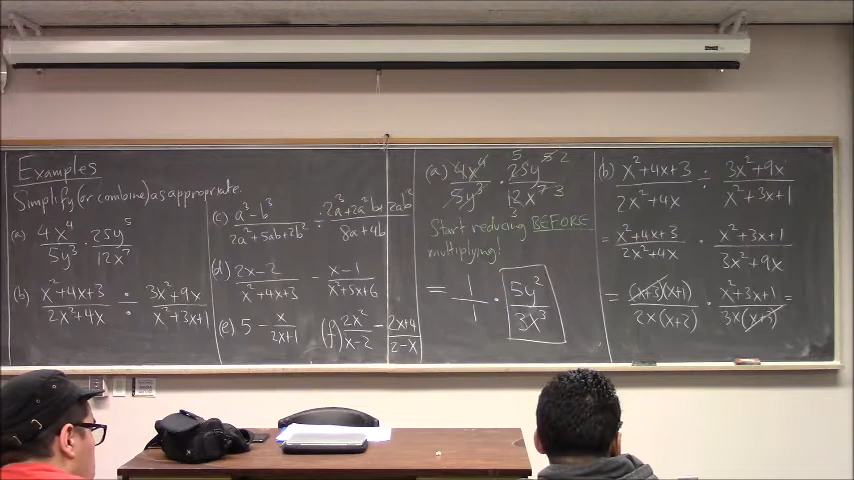 Examples
Simplify (or combine) as appropriate.
(a) 4x⁴/5y³ · 25y⁵/12x⁷
(b) x²+4x+3/2x²+4x ÷ 3x²+9x/x²+3x+1
(c) a³-b³/2a²+5ab+2b² ÷ 2a³+2a²b+2ab²/8a+4b
(d) 2x-2/x²+4x+3 - x-1/x²+5x+6
(e) 5 - x/2x+1 (f) 2x²/x-2 - 2x+4/2-x
(a) 4x⁴/5y³ · 25y⁵/12x⁷ 5 2 3 3
Start reducing BEFORE
multiplying!
= 1/1 · 5y²/3x³
(b) x²+4x+3/2x²+4x ÷ 3x²+9x/x²+3x+1
= x²+4x+3/2x²+4x · x²+3x+1/3x²+9x
= (x+3)(x+1)/2x(x+2) · x²+3x+1/3x(x+3) =